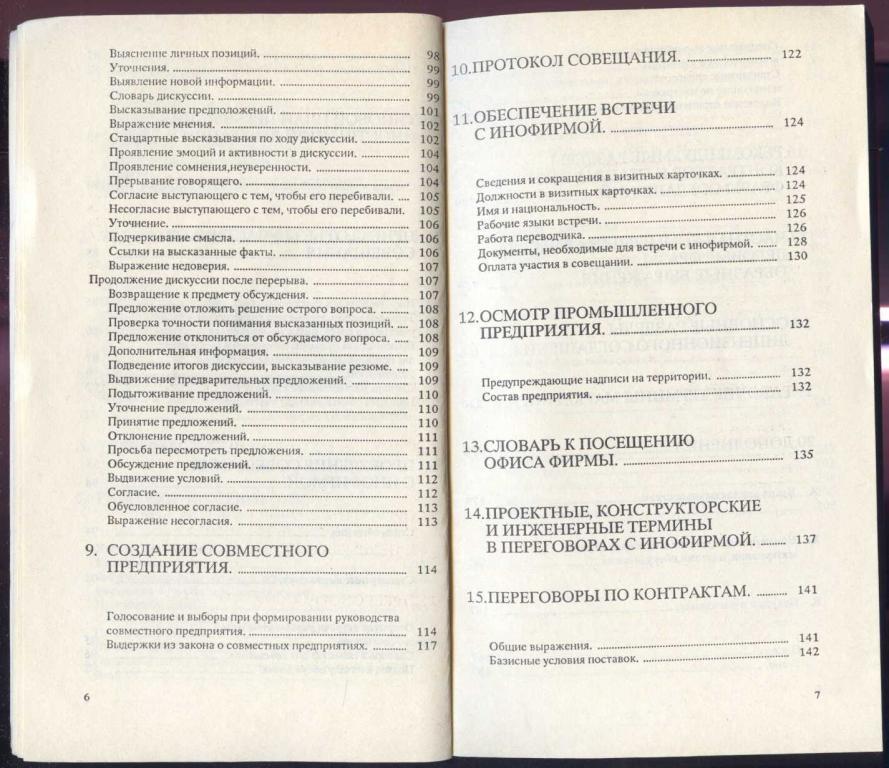 Выяснение личных позиций. 98
Уточнения. 99
Выявление новой информации. 99
Словарь дискуссии. 99
Высказывание предположений. 101
Выражение мнения. 102
Стандартные высказывания по ходу дискуссии. 102
Проявление эмоций и активности в дискуссии. 104
Проявление сомнения,неуверенности. 104
Прерывание говорящего. 104
Согласие выступающего с тем, чтобы его перебивали. 105
Несогласие выступающего с тем, чтобы его перебивали. 105
Уточнение. 106
Подчеркивание смысла. 106
Ссылки на высказанные факты. 106
Выражение недоверия. 107
Продолжение дискуссии после перерыва. 107
Возвращение к предмету обсуждения. 107
Предложение отложить решение острого вопроса. 108
Проверка точности понимания высказанных позиций. 108
Предложение отклониться от обсуждаемого вопроса. 108
Дополнительная информация. 109
Подведение итогов дискуссии, высказывание резюме. 109
Выдвижение предварительных предложений. 109
Подытоживание предложений. 110
Уточнение предложений. 110
Принятие предложений. 110
Отклонение предложений. 111
Просьба пересмотреть предложения. 111
Обсуждение предложений. 111
Выдвижение условий. 112
Согласие. 112
Обусловленное согласие. 113
Выражение несогласия. 113
9. СОЗДАНИЕ СОВМЕСТНОГО
ПРЕДПРИЯТИЯ. 114
Голосование и выборы при формировании руководства
совместного предприятия. 114
Выдержки из закона о совместных предприятиях. 117
6
10.ПРОТОКОЛ СОВЕЩАНИЯ. 122
11.ОБЕСПЕЧЕНИЕ ВСТРЕЧИ
С ИНОФИРМОЙ. 124
Сведения и сокращения в визитных карточках. 124
Должности в визитных карточках. 124
Имя и национальность. 125
Рабочие языки встречи. 126
Работа переводчика. 126
Документы, необходимые для встречи с инофирмой. 128
Оплата участия в совещании. 130
12.ОСМОТР ПРОМЫШЛЕННОГО
ПРЕДПРИЯТИЯ. 132
Предупреждающие надписи на территории. 132
Состав предприятия. 132
13.СЛОВАРЬ К ПОСЕЩЕНИЮ
ОФИСА ФИРМЫ. 135
14.ПРОЕКТНЫЕ, КОНСТРУКТОРСКИЕ
И ИНЖЕНЕРНЫЕ ТЕРМИНЫ
В ПЕРЕГОВОРАХ С ИНОФИРМОЙ. 137
15.ПЕРЕГОВОРЫ ПО КОНТРАКТАМ. 141
Общие выражения. 141
Базисные условия поставок. 142
7